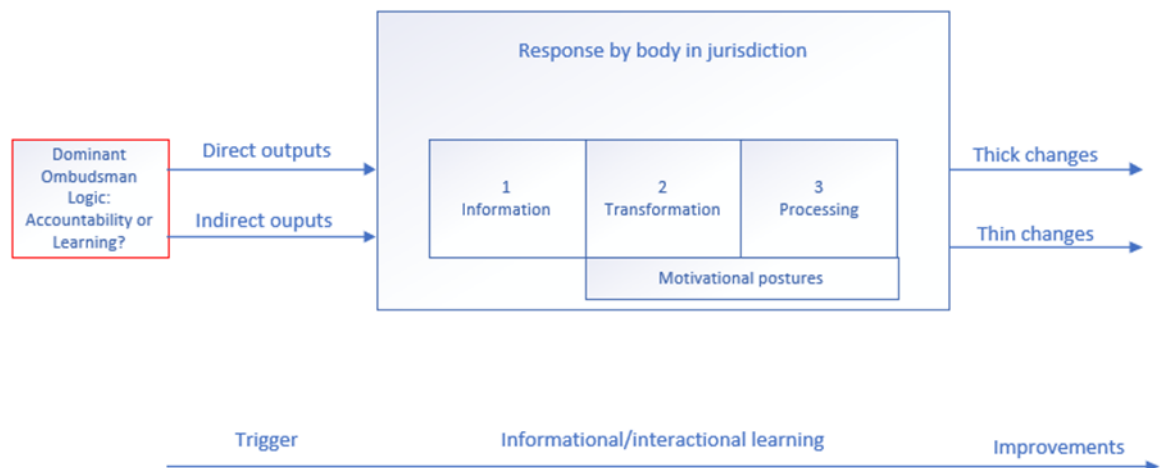 Response by body in jurisdiction
Dominant
Ombudsman
Logic:
Accountability or
Learning?
Direct outputs
Indirect ouputs
1
Information
2
Transformation
3
Processing
Motivational postures
Thick changes
Thin changes
Trigger
Informational/interactional learning
Improvements